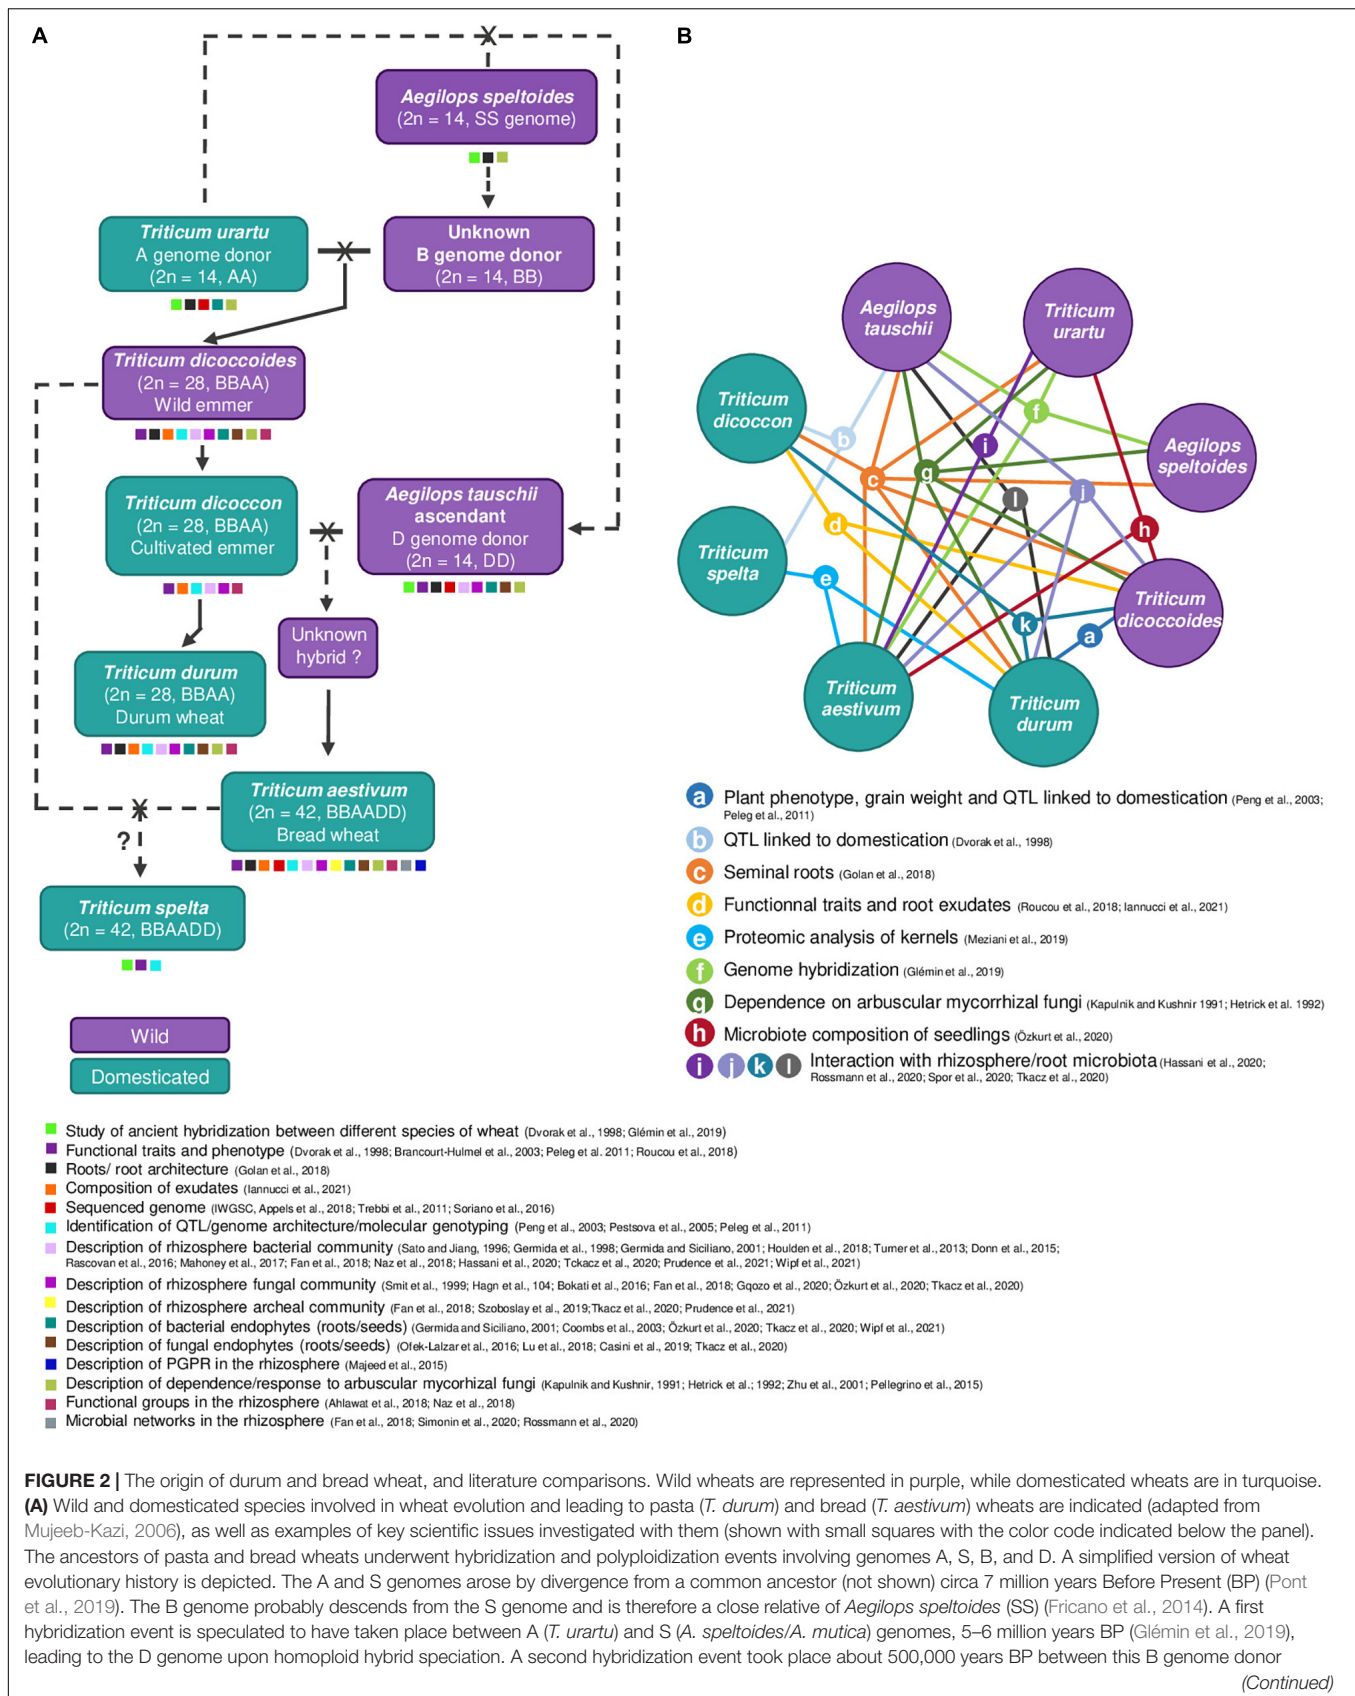 A
Aegilops speltoides
(2n = 14, SS genome)
Triticum urartu
A genome donor
(2n = 14, AA)
X
X
Unknown
B genome donor
(2n = 14, BB)
Triticum dicoccoides
(2n = 28, BBAA)
Wild emmer
Triticum dicoccon
(2n = 28, BBAA)
Cultivated emmer
X
Aegilops tauschii
ascendant
D genome donor
(2n = 14, DD)
Unknown
hybrid ?
Triticum durum
(2n = 28, BBAA)
Durum wheat
Triticum aestivum
(2n = 42, BBAADD)
Bread wheat
X
?
Triticum spelta
(2n = 42, BBAADD)
Wild
Domesticated
Study of ancient hybridization between different species of wheat (Dvorak et al., 1998; Glémin et al., 2019)
Functional traits and phenotype (Dvorak et al., 1998; Brancourt-Hulmel et al., 2003; Peleg et al. 2011; Roucou et al., 2018)
Roots/ root architecture (Golan et al., 2018)
Composition of exudates (Iannucci et al., 2021)
Sequenced genome (IWGSC, Appels et al., 2018; Trebbi et al., 2011; Soriano et al., 2016)
Identification of QTL/genome architecture/molecular genotyping (Peng et al., 2003; Pestsova et al., 2005; Peleg et al., 2011)
Description of rhizosphere bacterial community (Sato and Jiang, 1996; Germida et al., 1998; Germida and Siciliano, 2001; Houlden et al., 2018; Turner et al., 2013; Donn et al., 2015;
Rascovan et al., 2016; Mahoney et al., 2017; Fan et al., 2018; Naz et al., 2018; Hassani et al., 2020; Tckacz et al., 2020; Prudence et al., 2021; Wipf et al., 2021)
Description of rhizosphere fungal community (Smit et al., 1999; Hagn et al., 104; Bokati et al., 2016; Fan et al., 2018; Gqozo et al., 2020; Özkurt et al., 2020; Tkacz et al., 2020)
Description of rhizosphere archeal community (Fan et al., 2018; Szoboslay et al., 2019;Tkacz et al., 2020; Prudence et al., 2021)
Description of bacterial endophytes (roots/seeds) (Germida and Siciliano, 2001; Coombs et al., 2003; Özkurt et al., 2020; Tkacz et al., 2020; Wipf et al., 2021)
Description of fungal endophytes (roots/seeds) (Ofek-Lalzar et al., 2016; Lu et al., 2018; Casini et al., 2019; Tkacz et al., 2020)
Description of PGPR in the rhizosphere (Majeed et al., 2015)
Description of dependence/response to arbuscular mycorhizal fungi (Kapulnik and Kushnir, 1991; Hetrick et al.; 1992; Zhu et al., 2001; Pellegrino et al., 2015)
Functional groups in the rhizosphere (Ahlawat et al., 2018; Naz et al., 2018)
Microbial networks in the rhizosphere (Fan et al., 2018; Simonin et al., 2020; Rossmann et al., 2020)
B
Aegilops
tauschii
Triticum
urartu
Triticum
dicoccon
Aegilops
speltoides
Triticum
spelta
Triticum
dicoccoides
Triticum
aestivum
Triticum
durum
f
b
i
g
c
j
l
d
h
e
k
a
a Plant phenotype, grain weight and QTL linked to domestication (Peng et al., 2003;
Peleg et al., 2011)
b QTL linked to domestication (Dvorak et al., 1998)
c Seminal roots (Golan et al., 2018)
d Functionnal traits and root exudates (Roucou et al., 2018; Iannucci et al., 2021)
e Proteomic analysis of kernels (Meziani et al., 2019)
f Genome hybridization (Glémin et al., 2019)
g Dependence on arbuscular mycorrhizal fungi (Kapulnik and Kushnir 1991; Hetrick et al. 1992)
h Microbiote composition of seedlings (Özkurt et al., 2020)
i j k l Interaction with rhizosphere/root microbiota (Hassani et al., 2020;
Rossmann et al., 2020; Spor et al., 2020; Tkacz et al., 2020)
FIGURE 2 | The origin of durum and bread wheat, and literature comparisons. Wild wheats are represented in purple, while domesticated wheats are in turquoise.
(A) Wild and domesticated species involved in wheat evolution and leading to pasta (T. durum) and bread (T. aestivum) wheats are indicated (adapted from
Mujeeb-Kazi, 2006), as well as examples of key scientific issues investigated with them (shown with small squares with the color code indicated below the panel).
The ancestors of pasta and bread wheats underwent hybridization and polyploidization events involving genomes A, S, B, and D. A simplified version of wheat
evolutionary history is depicted. The A and S genomes arose by divergence from a common ancestor (not shown) circa 7 million years Before Present (BP) (Pont
et al., 2019). The B genome probably descends from the S genome and is therefore a close relative of Aegilops speltoides (SS) (Fricano et al., 2014). A first
hybridization event is speculated to have taken place between A (T. urartu) and S (A. speltoides/A. mutica) genomes, 5–6 million years BP (Glémin et al., 2019),
leading to the D genome upon homoploid hybrid speciation. A second hybridization event took place about 500,000 years BP between this B genome donor
(Continued)